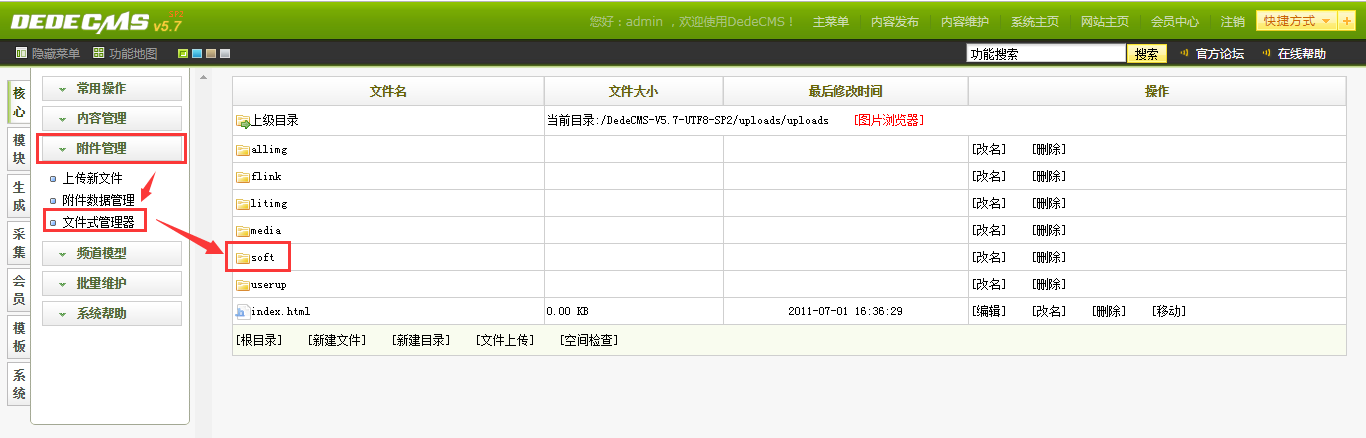 DEDECMS V5.7 SP2
您好：admin ，欢迎使用DedeCMS！ 主菜单 内容发布 内容维护 系统主页 网站主页 会员中心 注销 快捷方式 +
隐藏菜单 功能地图 功能搜索 搜索 官方论坛 在线帮助
核心
模块
生成
采集
会员
模板
系统
常用操作
内容管理
附件管理
上传新文件
附件数据管理
文件式管理器
频道模型
批量维护
系统帮助
文件名 文件大小 最后修改时间 操作
上级目录 当前目录:/DedeCMS-V5.7-UTF8-SP2/uploads/uploads [图片浏览器]
allimg [改名] [删除]
flink [改名] [删除]
litimg [改名] [删除]
media [改名] [删除]
soft [改名] [删除]
userup [改名] [删除]
index.html 0.00 KB 2011-07-01 16:36:29 [编辑] [改名] [删除] [移动]
[根目录] [新建文件] [新建目录] [文件上传] [空间检查]